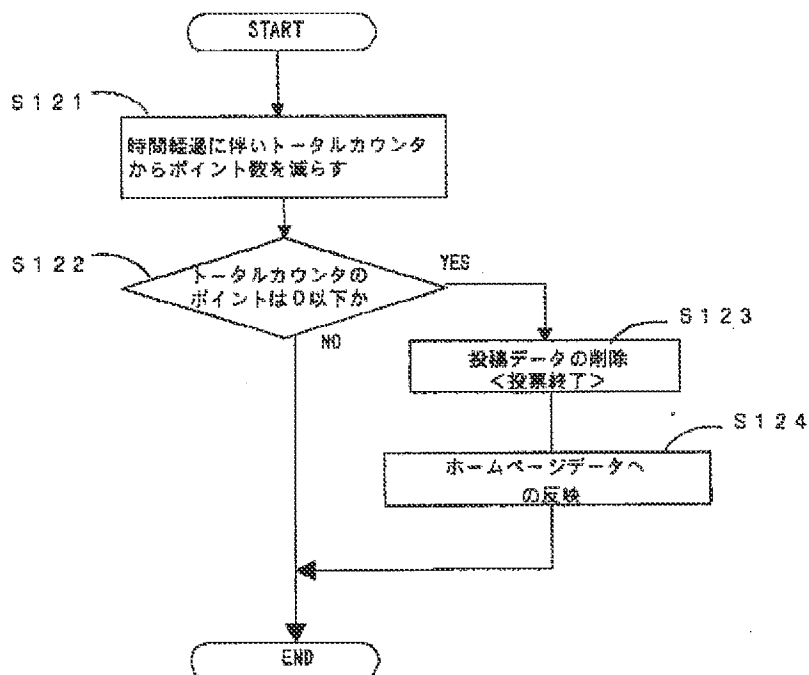 START
S121
時間経過に伴いトータルカウンタ
からポイント数を減らす
S122
トータルカウンタの
ポイントは0以下か
YES
NO
S123
投稿データの削除
<投票終了>
S124
ホームページデータへ
の反映
END